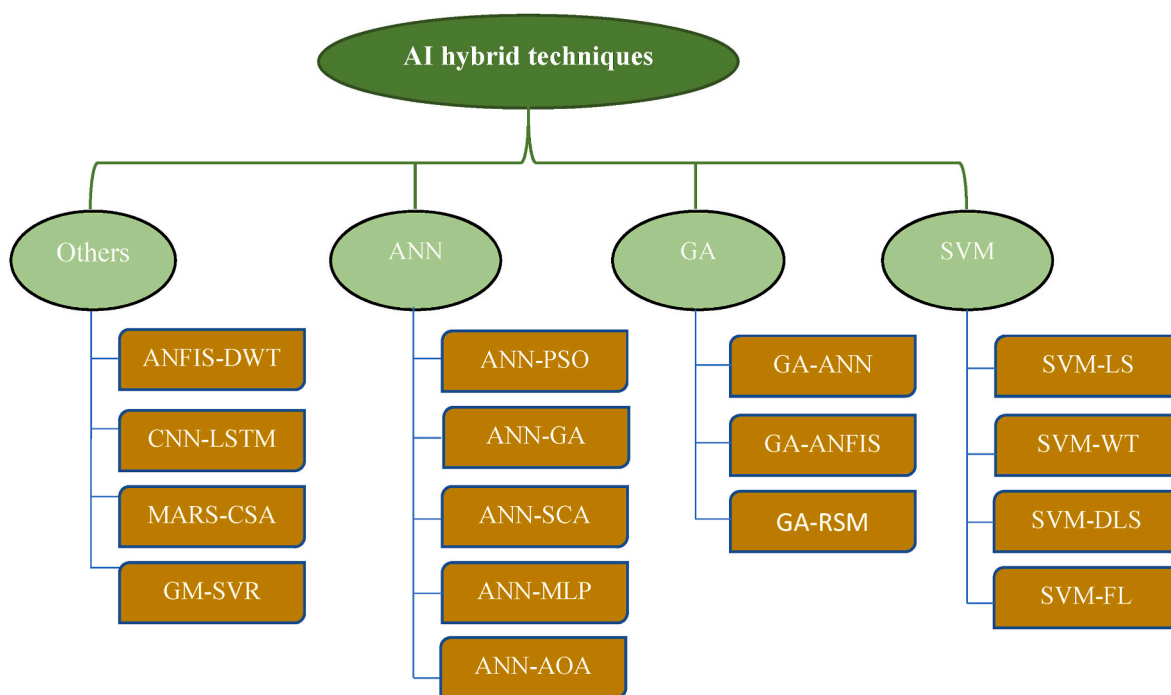 AI hybrid techniques
Others
ANN
GA
SVM
ANFIS-DWT
CNN-LSTM
MARS-CSA
GM-SVR
ANN-PSO
ANN-GA
ANN-SCA
ANN-MLP
ANN-AOA
GA-ANN
GA-ANFIS
GA-RSM
SVM-LS
SVM-WT
SVM-DLS
SVM-FL